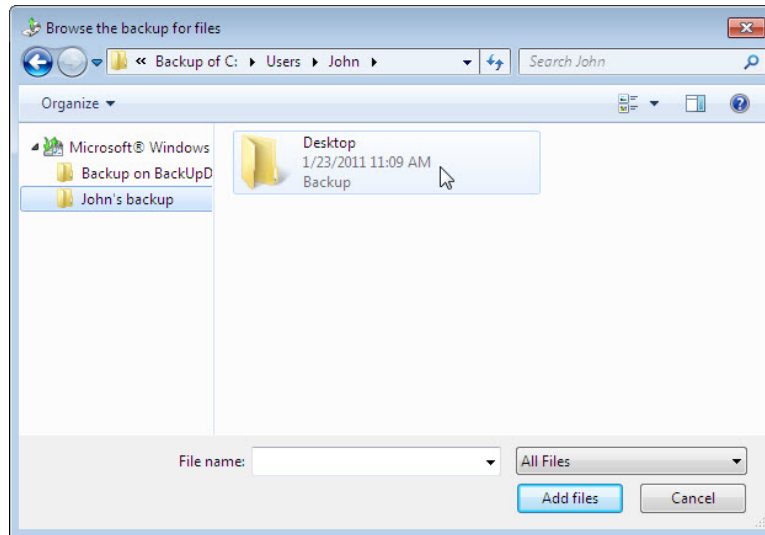 Browse the backup for files
« Backup of C: Users John
Search John
Organize
Microsoft® Windows
Backup on BackUpD
John's backup
Desktop
1/23/2011 11:09 AM
Backup
File name:
All Files
Add files
Cancel